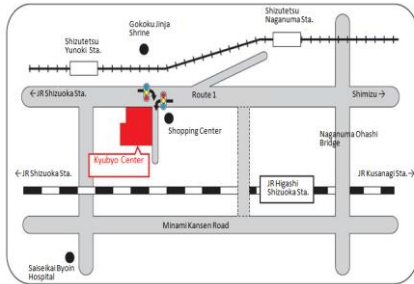 Shizutetsu
Naganuma Sta.
Gokoku Jinja
Shrine
Shizutetsu
Yunoki Sta.
←JR Shizuoka Sta.
Route 1
Shimizu→
Shopping Center
Naganuma Ohashi
Bridge
Kyubyo Center
←JR Shizuoka Sta.
JR Higashi
Shizuoka Sta.
JR Kusanagi Sta.→
Minami Kansen Road
Saiseikai Byoin
Hospital